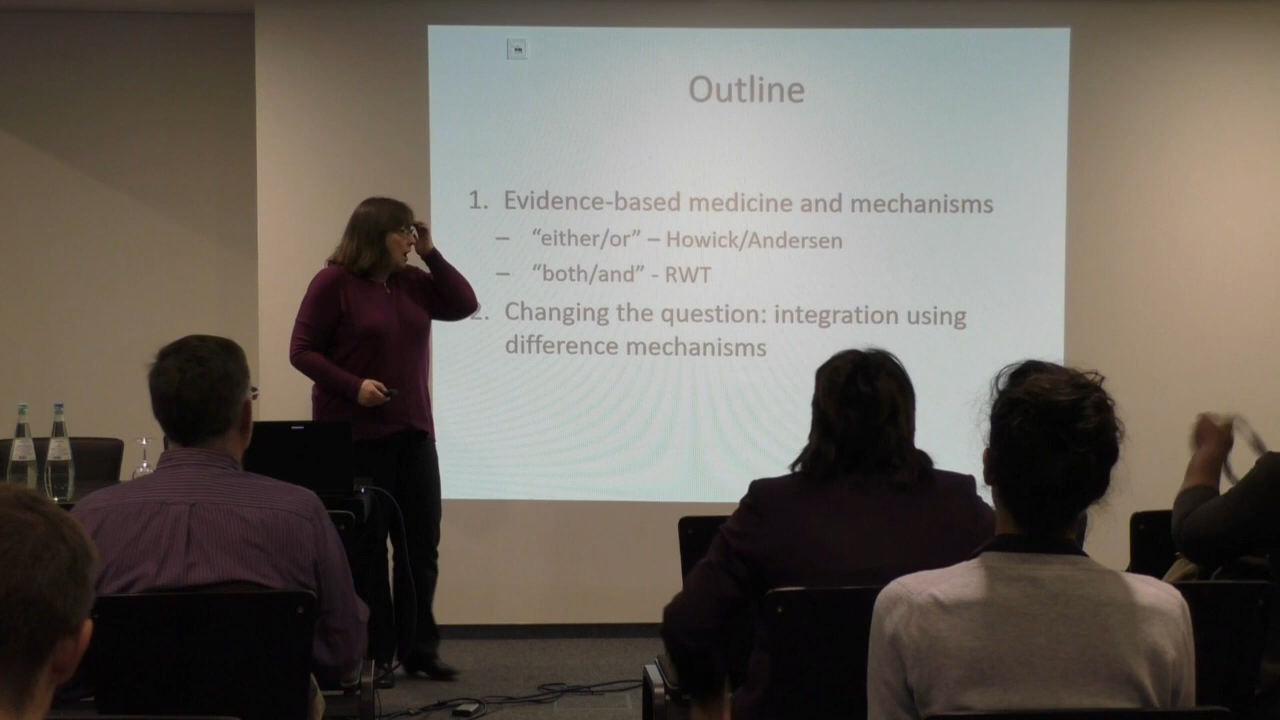 Outline
1. Evidence-based medicine and mechanisms
– “either/or” – Howick/Andersen
– “both/and” - RWT
2. Changing the question: integration using
difference mechanisms